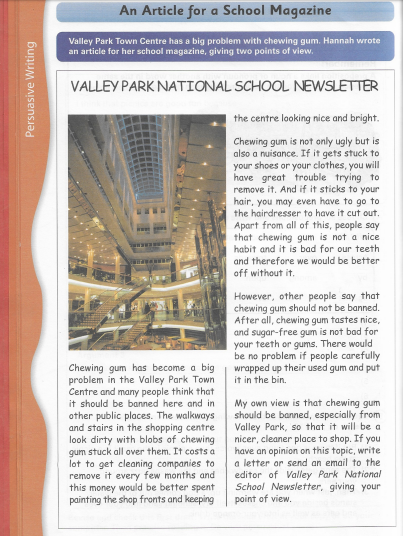 An Article for a School Magazine
Valley Park Town Centre has a big problem with chewing gum. Hannah wrote
an article for her school magazine, giving two points of view.
Persuasive Writing
VALLEY PARK NATIONAL SCHOOL NEWSLETTER
Chewing gum has become a big
problem in the Valley Park Town
Centre and many people think that
it should be banned here and in
other public places. The walkways
and stairs in the shopping centre
look dirty with blobs of chewing
gum stuck all over them. It costs a
lot to get cleaning companies to
remove it every few months and
this money would be better spent
painting the shop fronts and keeping
the centre looking nice and bright.
Chewing gum is not only ugly but is
also a nuisance. If it gets stuck to
your shoes or your clothes, you will
have great trouble trying to
remove it. And if it sticks to your
hair, you may even have to go to
the hairdresser to have it cut out.
Apart from all of this, people say
that chewing gum is not a nice
habit and it is bad for our teeth
and therefore we would be better
off without it.
However, other people say that
chewing gum should not be banned.
After all, chewing gum tastes nice,
and sugar-free gum is not bad for
your teeth or gums. There would
be no problem if people carefully
wrapped up their used gum and put
it in the bin.
My own view is that chewing gum
should be banned, especially from
Valley Park, so that it will be a
nicer, cleaner place to shop. If you
have an opinion on this topic, write
a letter or send an email to the
editor of Valley Park National
School Newsletter, giving your
point of view.